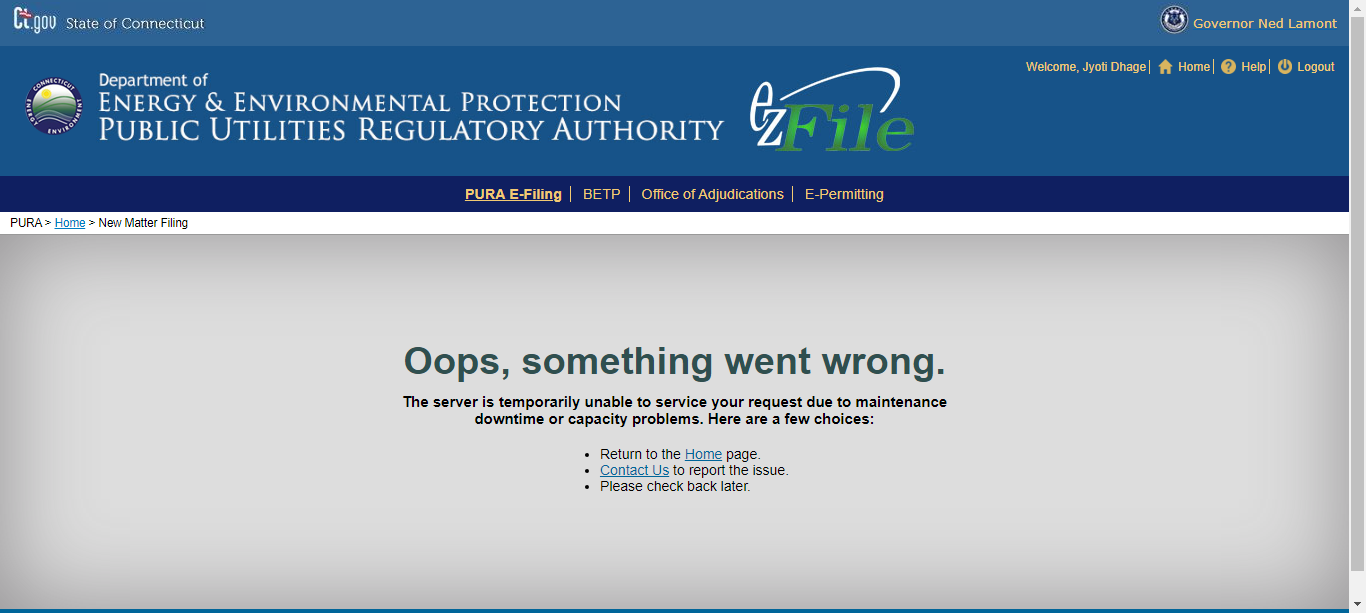 Ct.gov State of Connecticut
Governor Ned Lamont
Welcome, Jyoti Dhage | Home | Help | Logout
Department of
ENERGY & ENVIRONMENTAL PROTECTION
PUBLIC UTILITIES REGULATORY AUTHORITY
ezFile
CONNECTICUT
ENERGY ENVIRONMENT
PURA E-Filing | BETP | Office of Adjudications | E-Permitting
PURA > Home > New Matter Filing
Oops, something went wrong.
The server is temporarily unable to service your request due to maintenance
downtime or capacity problems. Here are a few choices:
• Return to the Home page.
• Contact Us to report the issue.
• Please check back later.